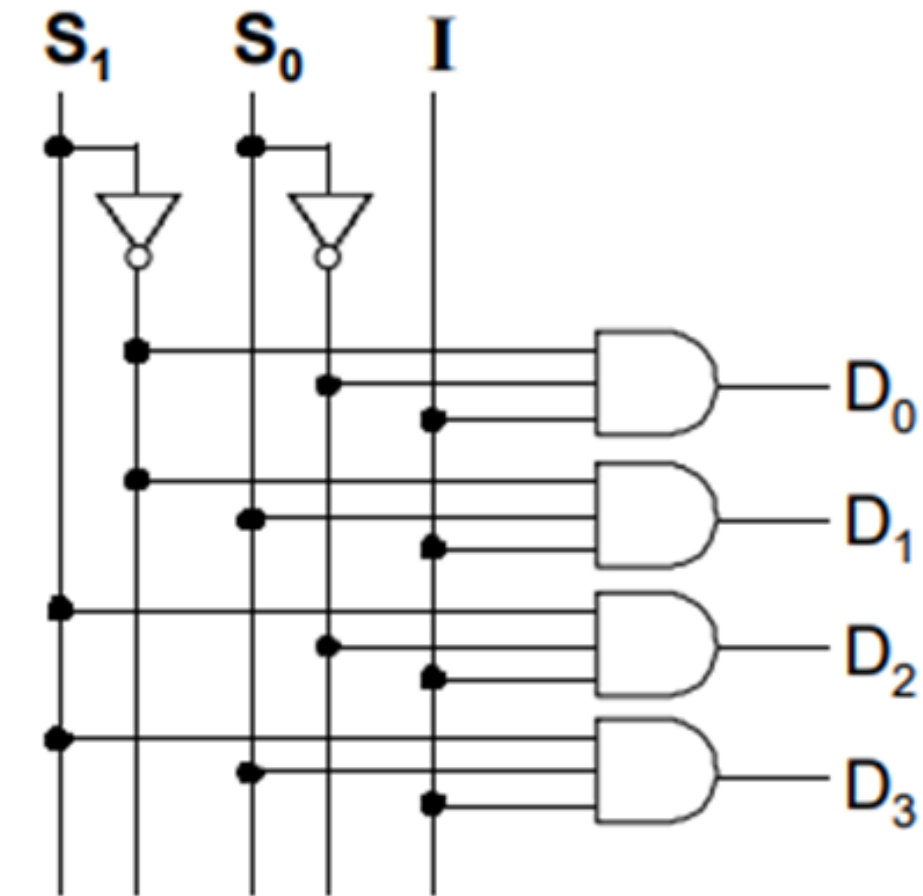 S₁ S₀ I
D₀
D₁
D₂
D₃